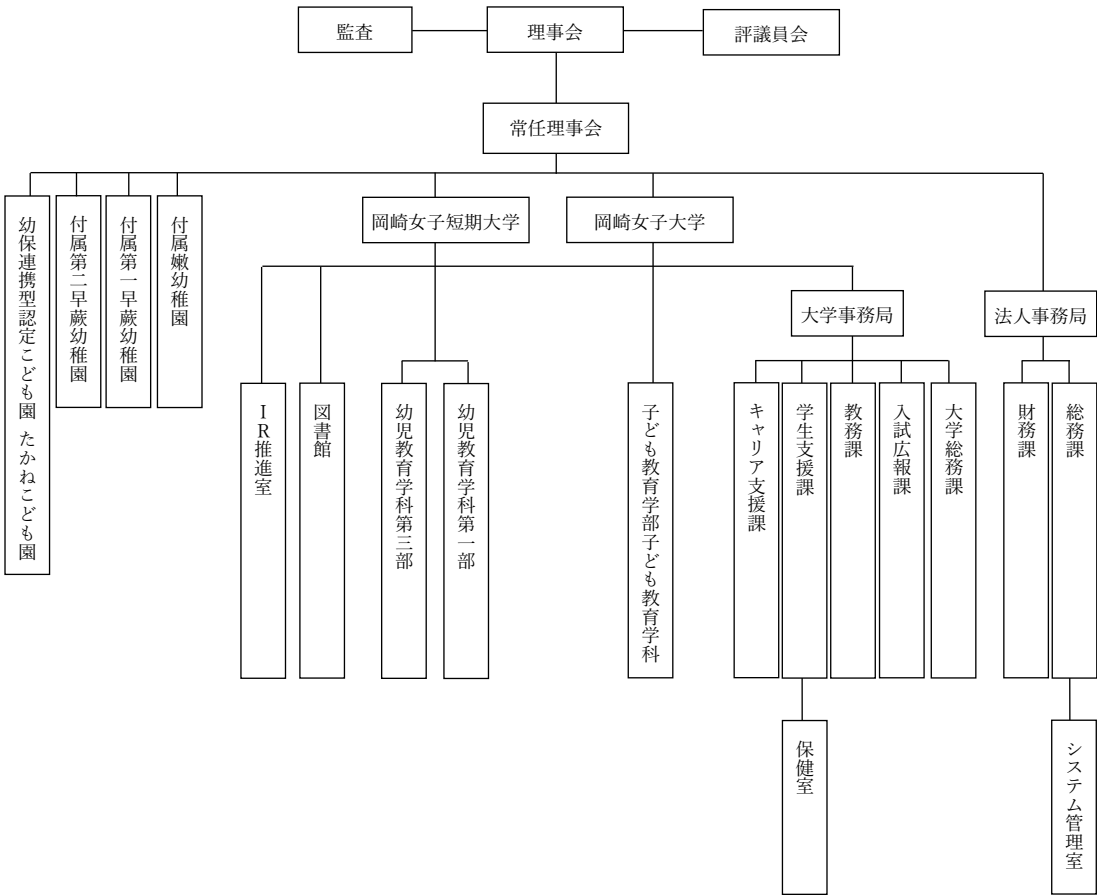 監査
理事会
評議員会
常任理事会
幼保連携型認定こども園 たかねこども園
付属第二早蕨幼稚園
付属第一早蕨幼稚園
付属嫩幼稚園
岡崎女子短期大学
岡崎女子大学
大学事務局
法人事務局
IR推進室
図書館
幼児教育学科第三部
幼児教育学科第一部
子ども教育学部子ども教育学科
キャリア支援課
学生支援課
教務課
入試広報課
大学総務課
財務課
総務課
保健室
システム管理室